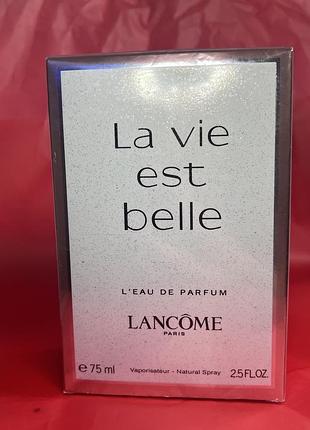 La vie
est
belle
L'EAU DE PARFUM
LANCÔME
PARIS
e 75 ml Vaporisateur - Natural Spray 2.5 FL.OZ.